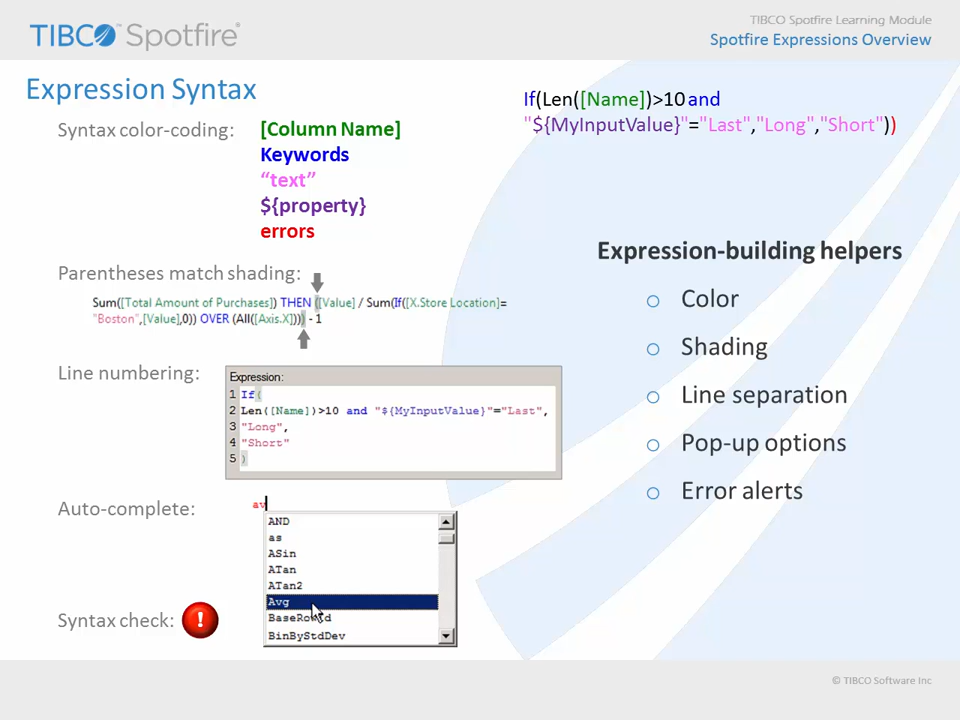 TIBCO Spotfire Learning Module
TIBCO™ Spotfire®
Spotfire Expressions Overview
Expression Syntax
Syntax color-coding:
[Column Name]
Keywords
“text”
${property}
errors
If(Len([Name])>10 and
"${MyInputValue}"="Last","Long","Short"))
Parentheses match shading:
Sum([Total Amount of Purchases]) THEN ([Value] / Sum(If([X.Store Location]=
"Boston",[Value],0)) OVER (All([Axis.X]))) - 1
Line numbering:
Expression:
1 If(
2 Len([Name])>10 and "${MyInputValue}"="Last",
3 "Long",
4 "Short"
5 )
Auto-complete:
av
AND
as
ASin
ATan
ATan2
Avg
BinByStdDev
Syntax check:
!
Expression-building helpers
o Color
o Shading
o Line separation
o Pop-up options
o Error alerts
© TIBCO Software Inc